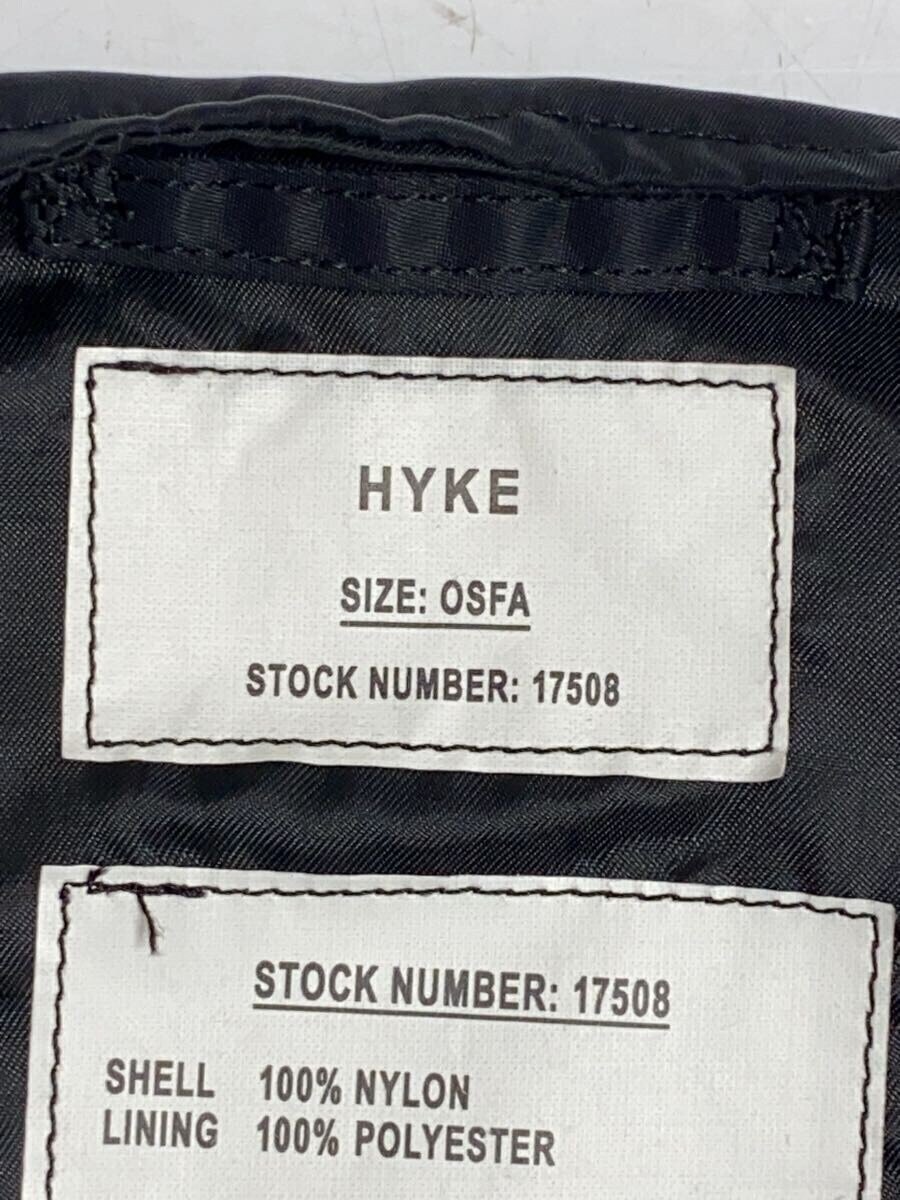 HYKE
SIZE: OSFA
STOCK NUMBER: 17508
STOCK NUMBER: 17508
SHELL 100% NYLON
LINING 100% POLYESTER